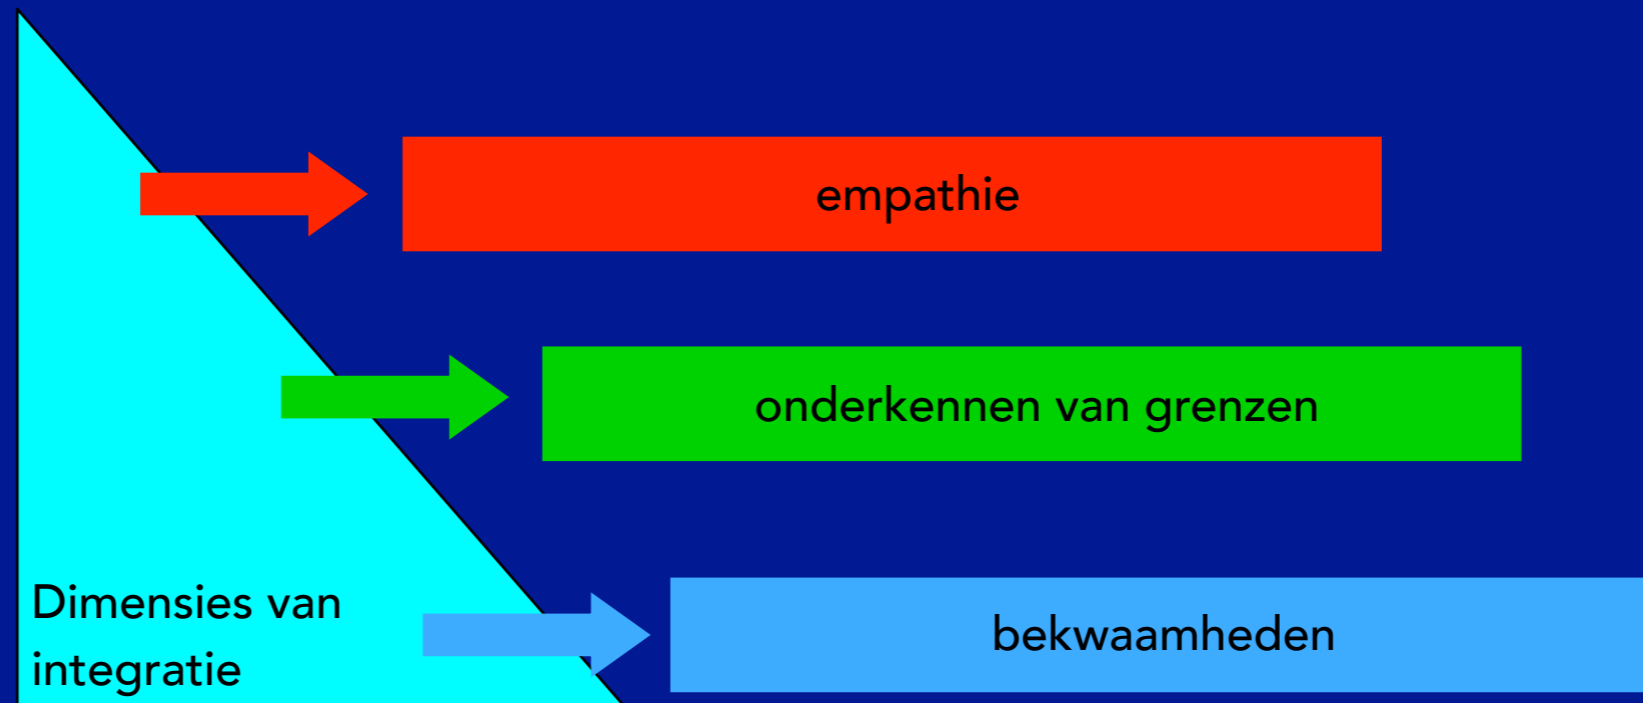 empathie
onderkennen van grenzen
Dimensies van
integratie
bekwaamheden